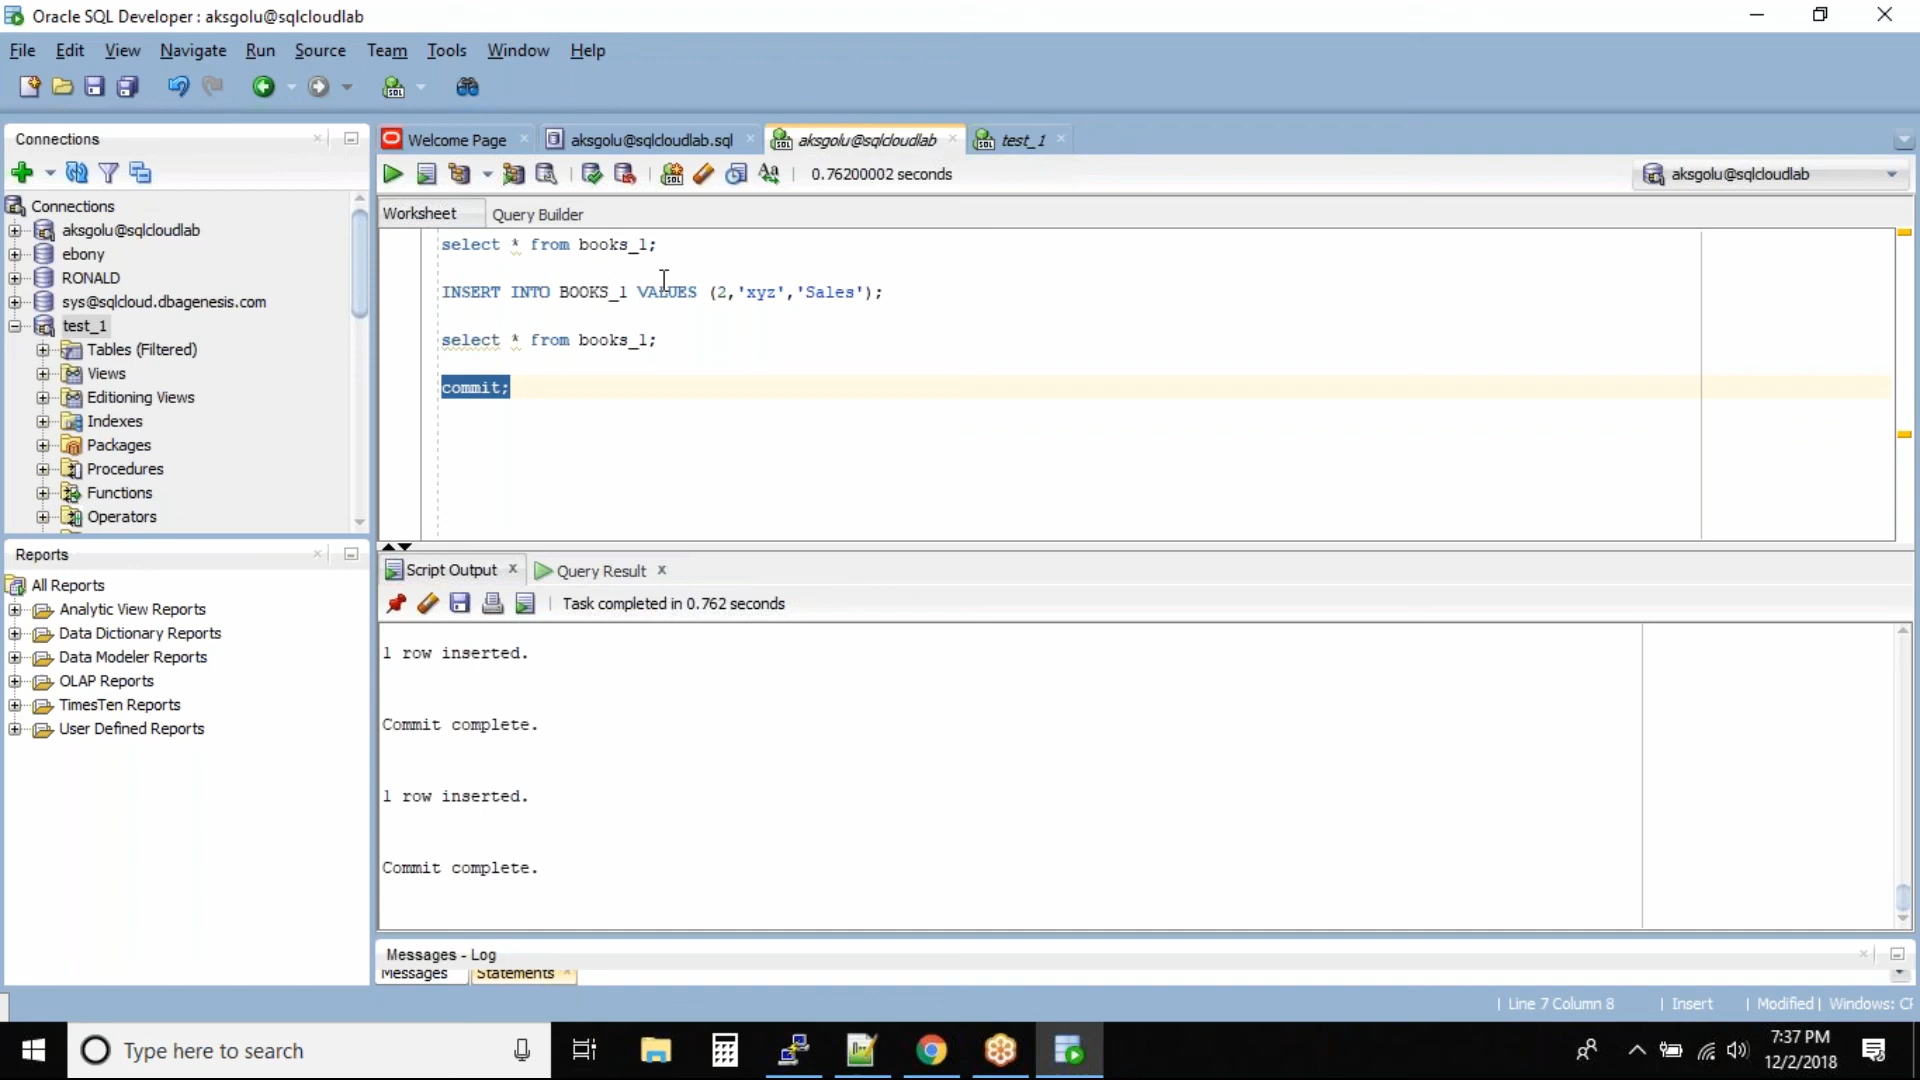 Oracle SQL Developer : aksgolu@sqlcloudlab
File Edit View Navigate Run Source Team Tools Window Help
Connections
Welcome Page
aksgolu@sqlcloudlab.sql
aksgolu@sqlcloudlab
test_1
0.76200002 seconds
aksgolu@sqlcloudlab
Connections
aksgolu@sqlcloudlab
ebony
RONALD
sys@sqlcloud.dbagenesis.com
test_1
Tables (Filtered)
Views
Editioning Views
Indexes
Packages
Procedures
Functions
Operators
Worksheet Query Builder
select * from books_1;
INSERT INTO BOOKS_1 VALUES (2,'xyz','Sales');
select * from books_1;
commit;
Reports
All Reports
Analytic View Reports
Data Dictionary Reports
Data Modeler Reports
OLAP Reports
TimesTen Reports
User Defined Reports
Script Output
Query Result
Task completed in 0.762 seconds
1 row inserted.
Commit complete.
1 row inserted.
Commit complete.
Messages - Log
Messages Statements
Line 7 Column 8 | Insert | Modified | Windows: CF
Type here to search
7:37 PM
12/2/2018